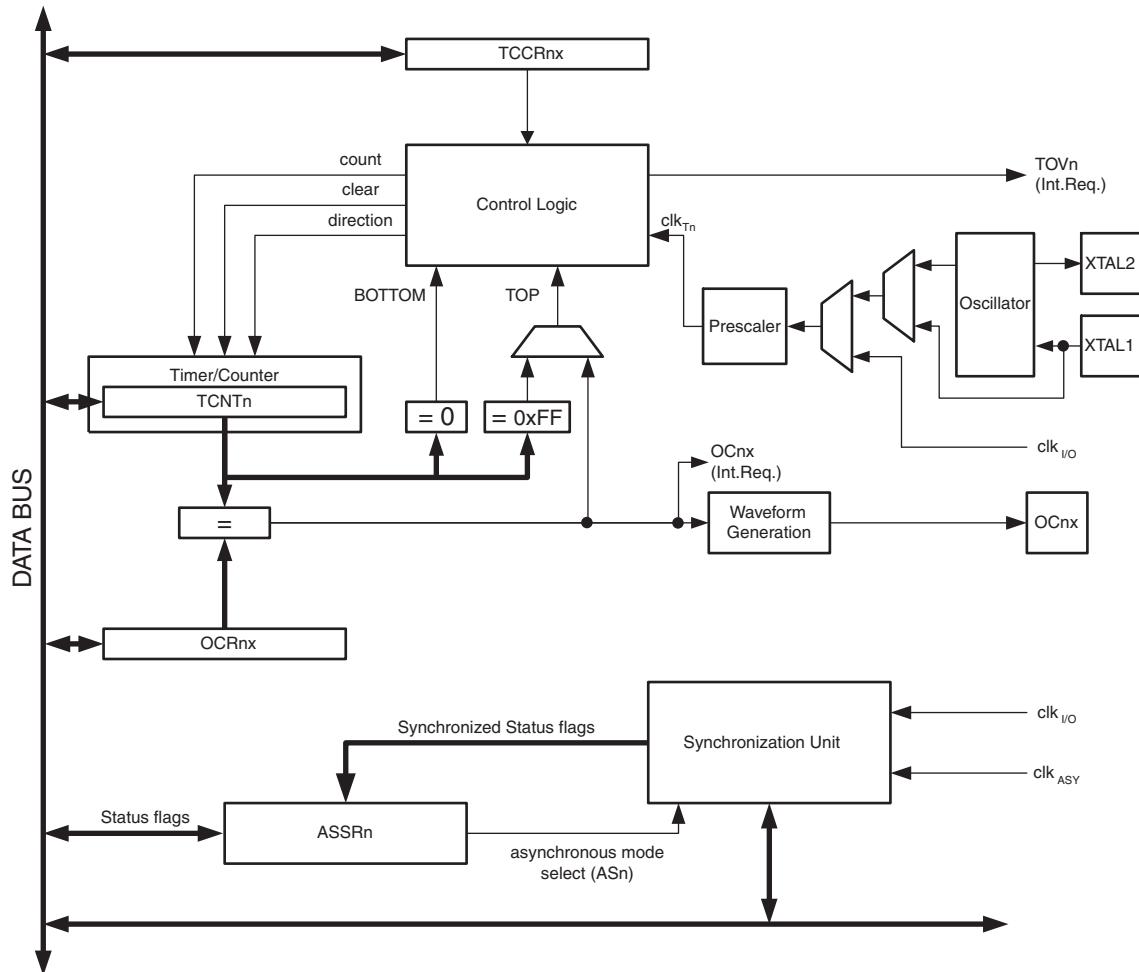 TCCRnx
count
clear
direction
Control Logic
TOVn
(Int.Req.)
clkTn
BOTTOM
TOP
XTAL2
Oscillator
XTAL1
Prescaler
Timer/Counter
TCNTn
= 0
= 0xFF
clkI/O
OCnx
(Int.Req.)
=
Waveform
Generation
OCnx
DATA BUS
OCRnx
Synchronized Status flags
Synchronization Unit
clkI/O
clkASY
Status flags
ASSRn
asynchronous mode
select (ASn)